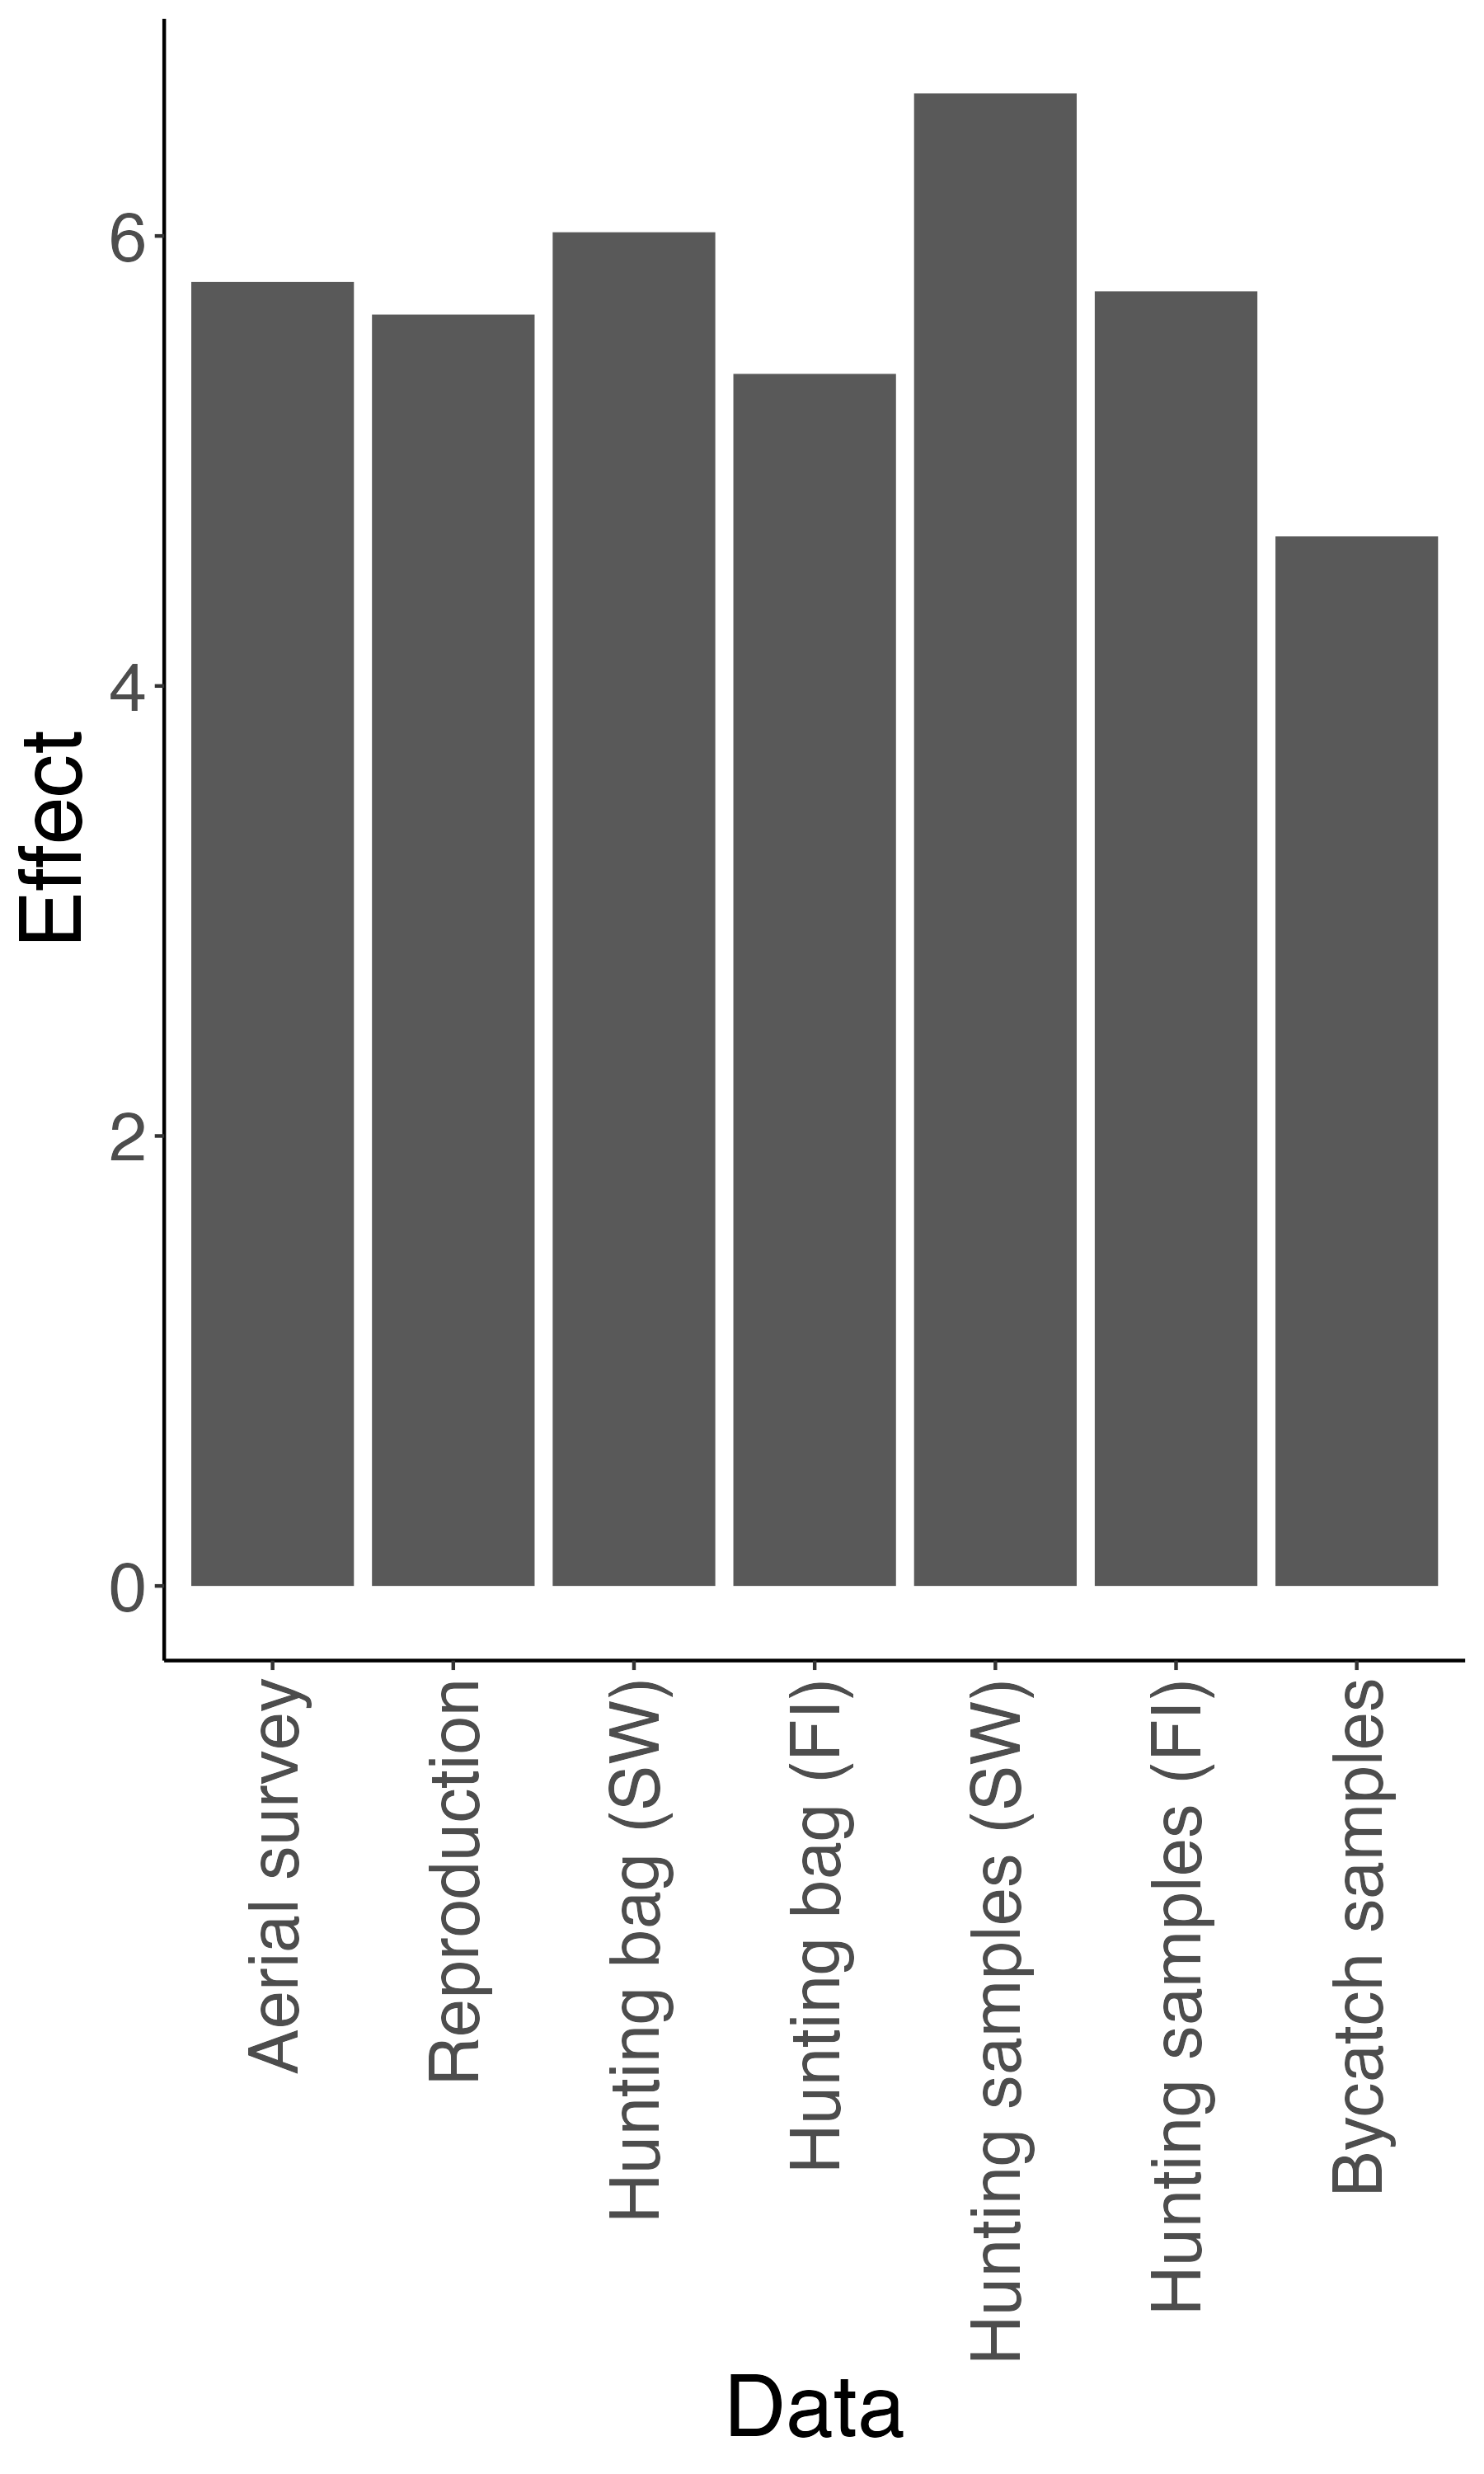 Effect
6
4
2
0
Aerial survey
Reproduction
Hunting bag (SW)
Hunting bag (FI)
Hunting samples (SW)
Hunting samples (FI)
Bycatch samples
Data